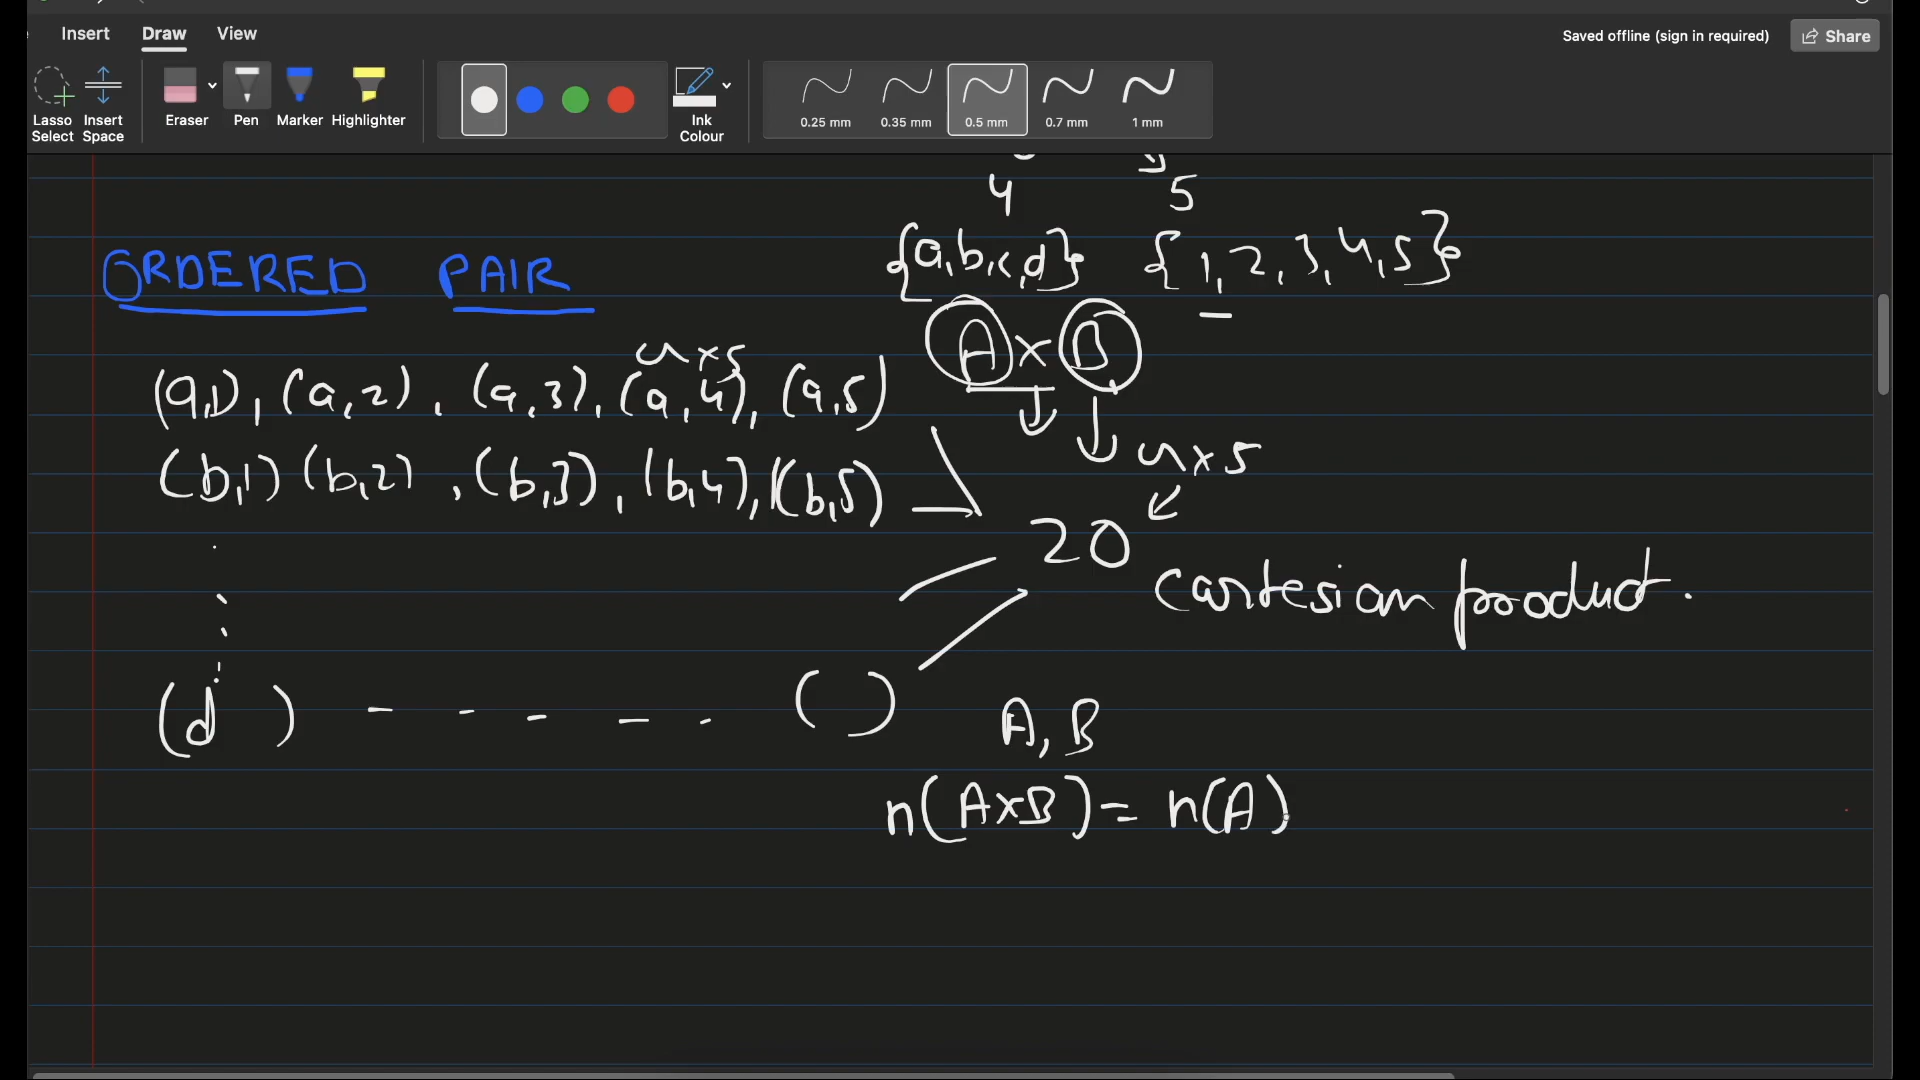 Insert Draw View
Saved offline (sign in required) Share
Lasso Select
Insert Space
Eraser
Pen
Marker
Highlighter
Ink Colour
0.25 mm 0.35 mm 0.5 mm 0.7 mm 1 mm
4 5
{a,b,c,d} {1,2,3,4,5}
ORDERED PAIR
A×B
4×5
(a,1), (a,2), (a,3), (a,4), (a,5)
4×5
(b,1) (b,2), (b,3), (b,4), (b,5)
20
Cartesian product.
(d ) - - - - - ( )
A, B
n(A×B) = n(A)